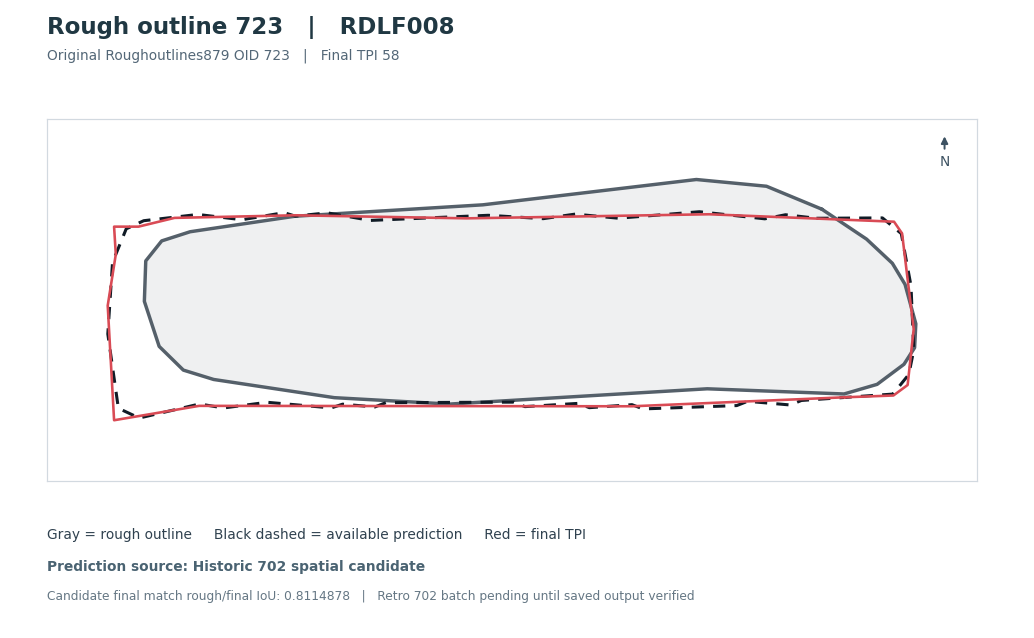 Rough outline 723   |   RDLF008
Original Roughoutlines879 OID 723   |   Final TPI 58
N
Gray = rough outline     Black dashed = available prediction     Red = final TPI
Prediction source: Historic 702 spatial candidate
Candidate final match rough/final IoU: 0.8114878   |   Retro 702 batch pending until saved output verified